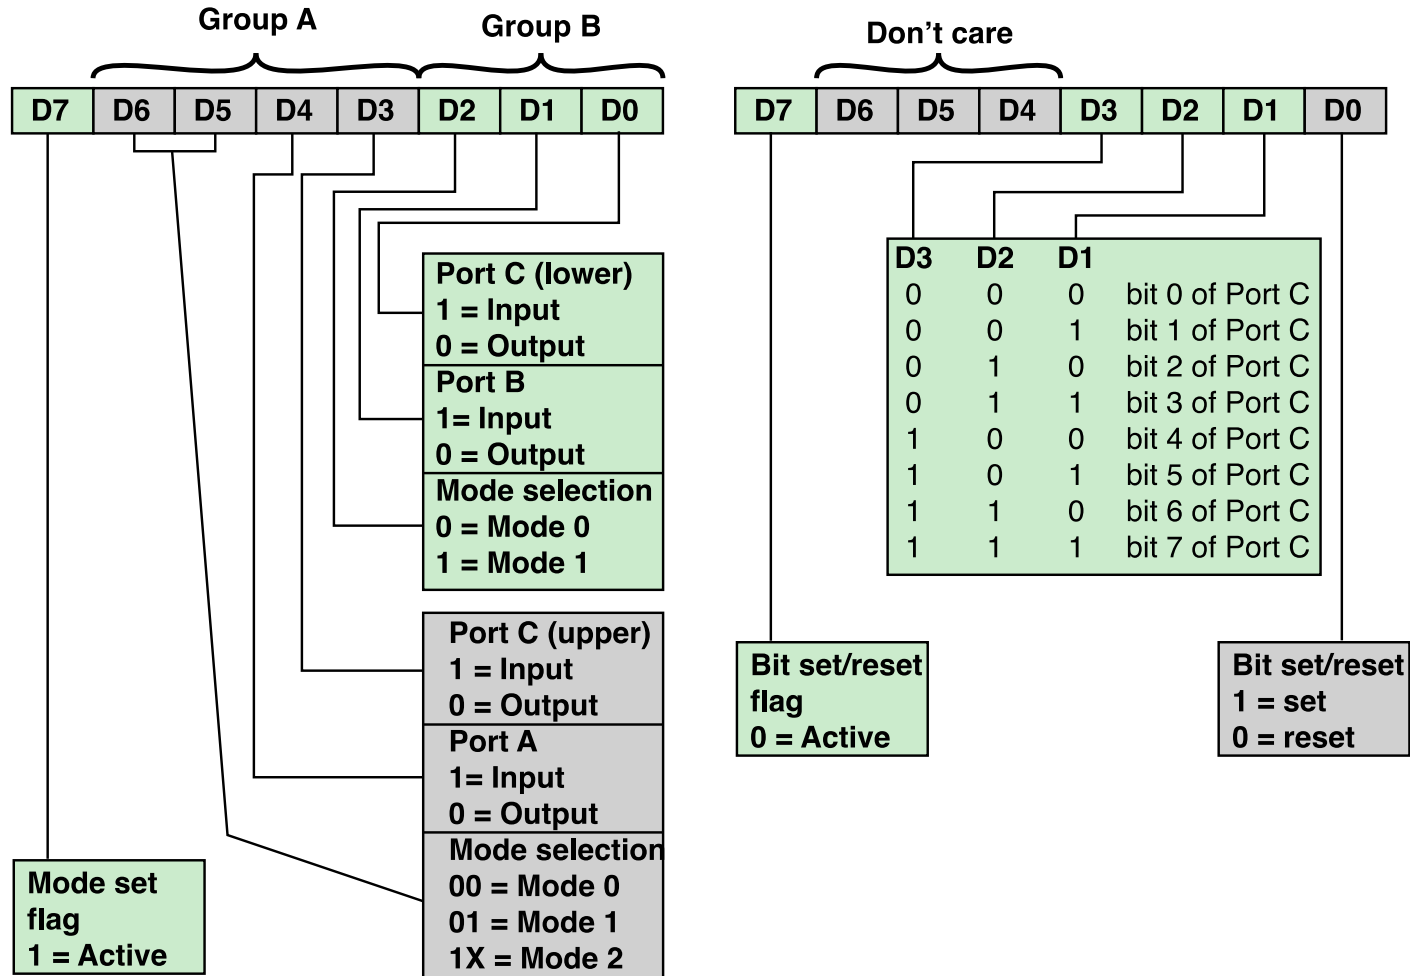 Group A
Group B
D7 D6 D5 D4 D3 D2 D1 D0
Port C (lower)
1 = Input
0 = Output
Port B
1= Input
0 = Output
Mode selection
0 = Mode 0
1 = Mode 1
Port C (upper)
1 = Input
0 = Output
Port A
1= Input
0 = Output
Mode selection
00 = Mode 0
01 = Mode 1
1X = Mode 2
Mode set
flag
1 = Active
Don't care
D7 D6 D5 D4 D3 D2 D1 D0
D3 D2 D1
0 0 0 bit 0 of Port C
0 0 1 bit 1 of Port C
0 1 0 bit 2 of Port C
0 1 1 bit 3 of Port C
1 0 0 bit 4 of Port C
1 0 1 bit 5 of Port C
1 1 0 bit 6 of Port C
1 1 1 bit 7 of Port C
Bit set/reset
flag
0 = Active
Bit set/reset
1 = set
0 = reset